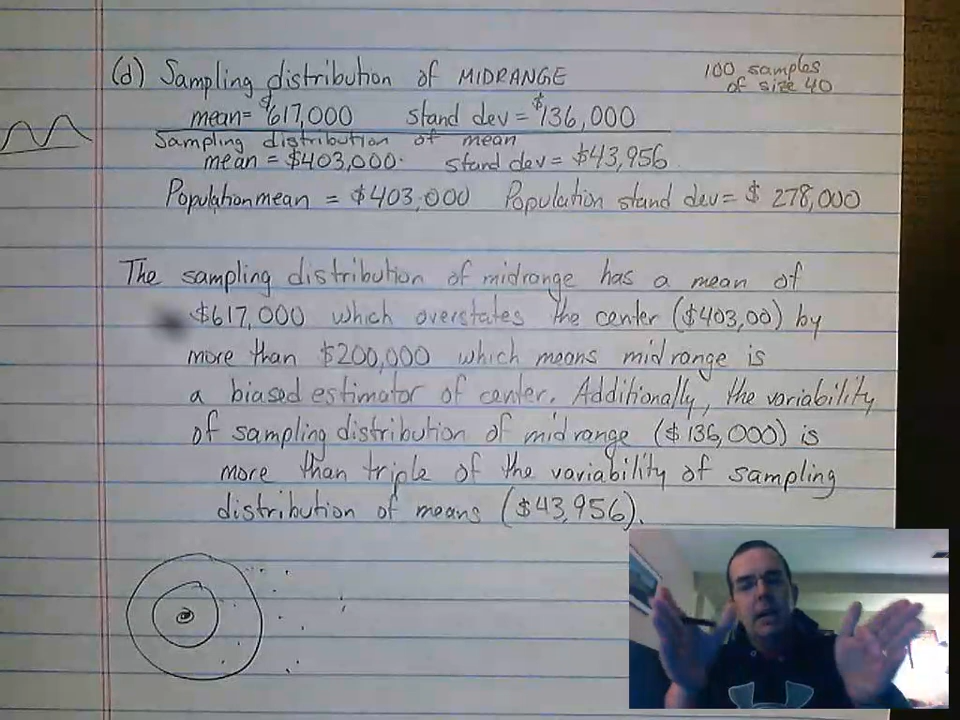 (d) Sampling distribution of MIDRANGE
100 samples
of size 40
mean= $617,000 stand dev = $136,000
Sampling distribution of mean
mean = $403,000. stand dev = $43,956
Population mean = $403,000 Population stand dev = $278,000
The sampling distribution of midrange has a mean of
$617,000 which overstates the center ($403,00) by
more than $200,000 which means midrange is
a biased estimator of center. Additionally, the variability
of sampling distribution of midrange ($136,000) is
more than triple of the variability of sampling
distribution of means ($43,956).